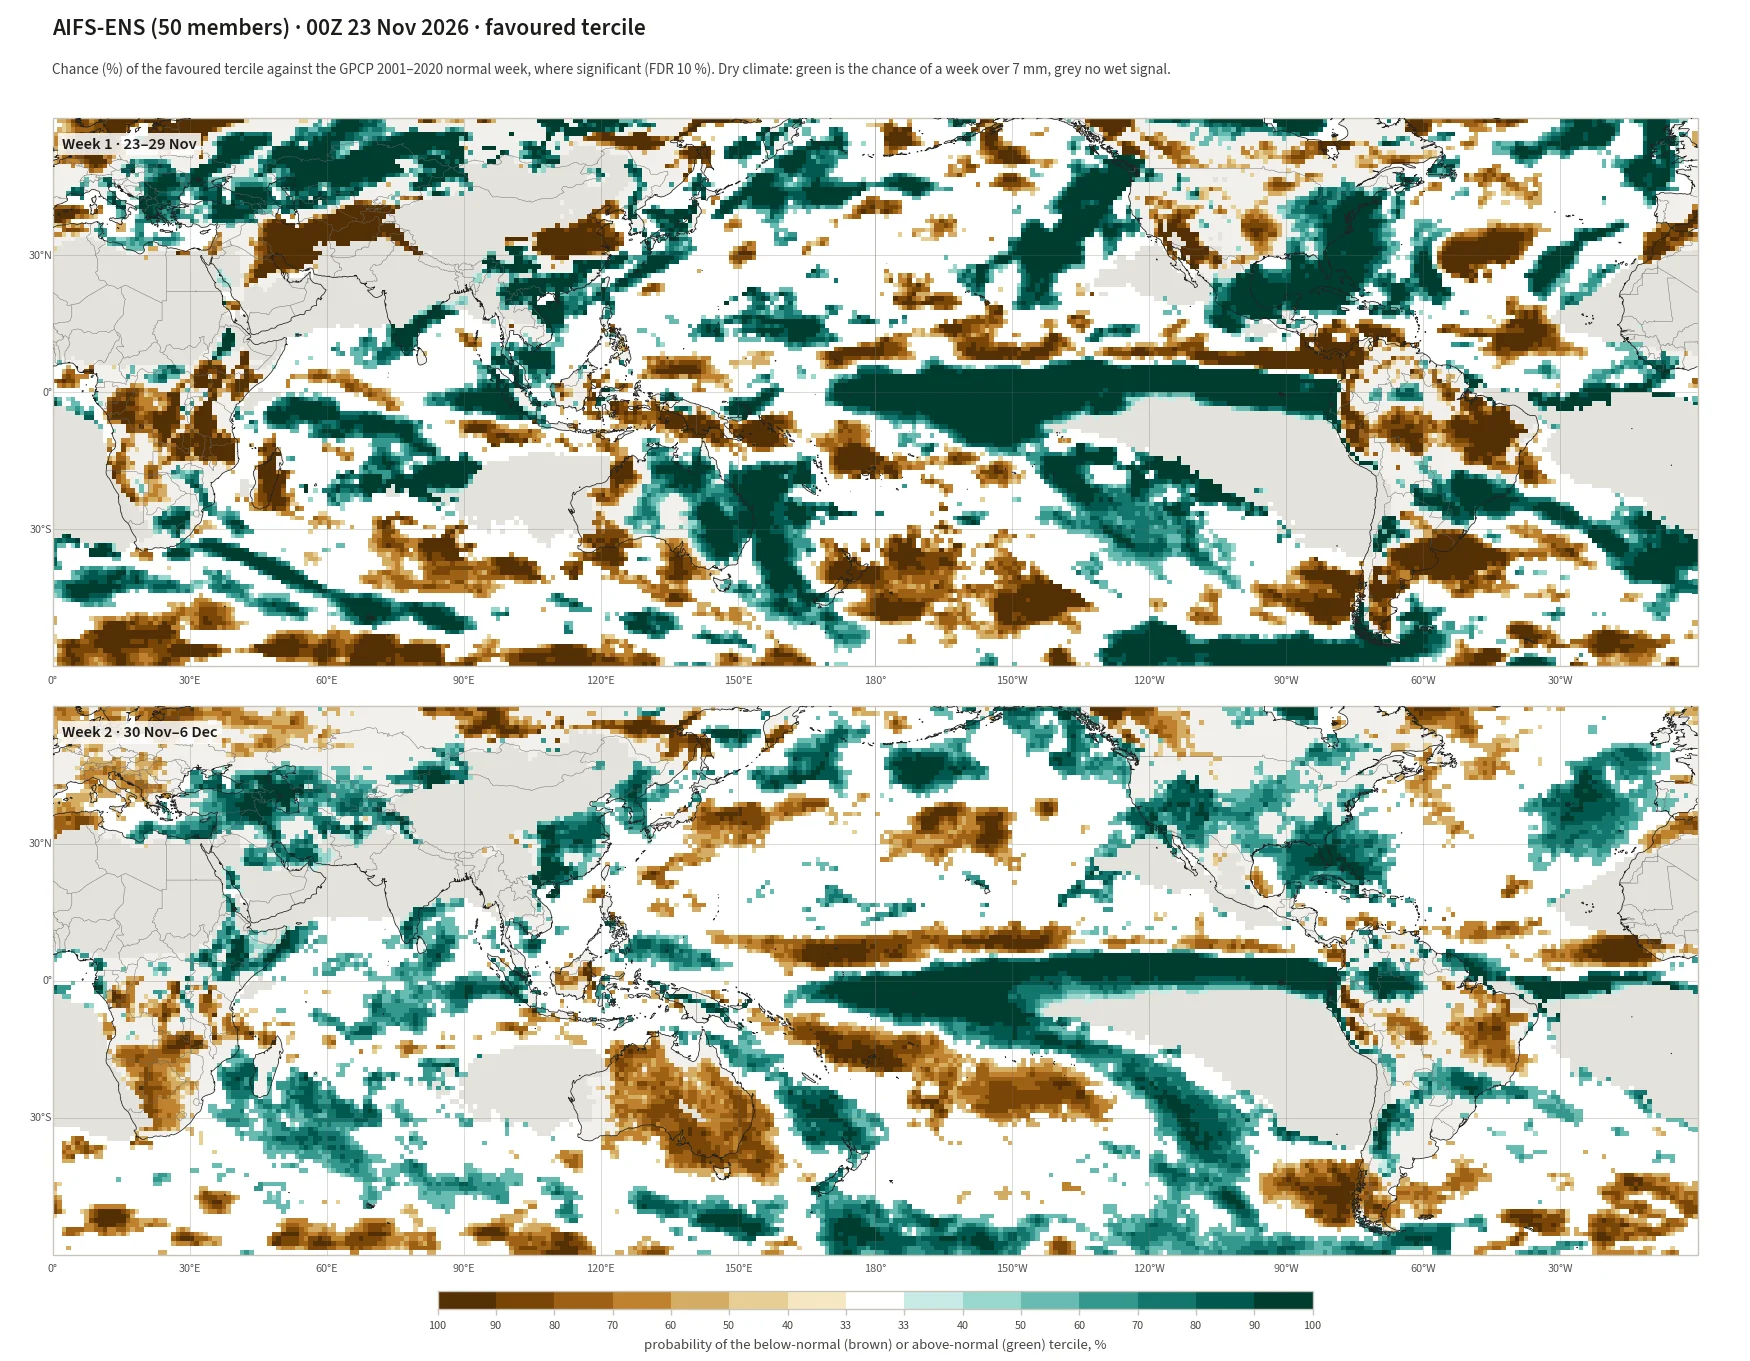 AIFS-ENS (50 members) · 00Z 23 Nov 2026 · favoured tercile
Chance (%) of the favoured tercile against the GPCP 2001–2020 normal week, where significant (FDR 10 %). Dry climate: green is the chance of a week over 7 mm, grey no wet signal.
Week 1 · 23–29 Nov
30°N
0°
30°S
0° 30°E 60°E 90°E 120°E 150°E 180° 150°W 120°W 90°W 60°W 30°W
Week 2 · 30 Nov–6 Dec
30°N
0°
30°S
0° 30°E 60°E 90°E 120°E 150°E 180° 150°W 120°W 90°W 60°W 30°W
100 90 80 70 60 50 40 33 33 40 50 60 70 80 90 100
probability of the below-normal (brown) or above-normal (green) tercile, %